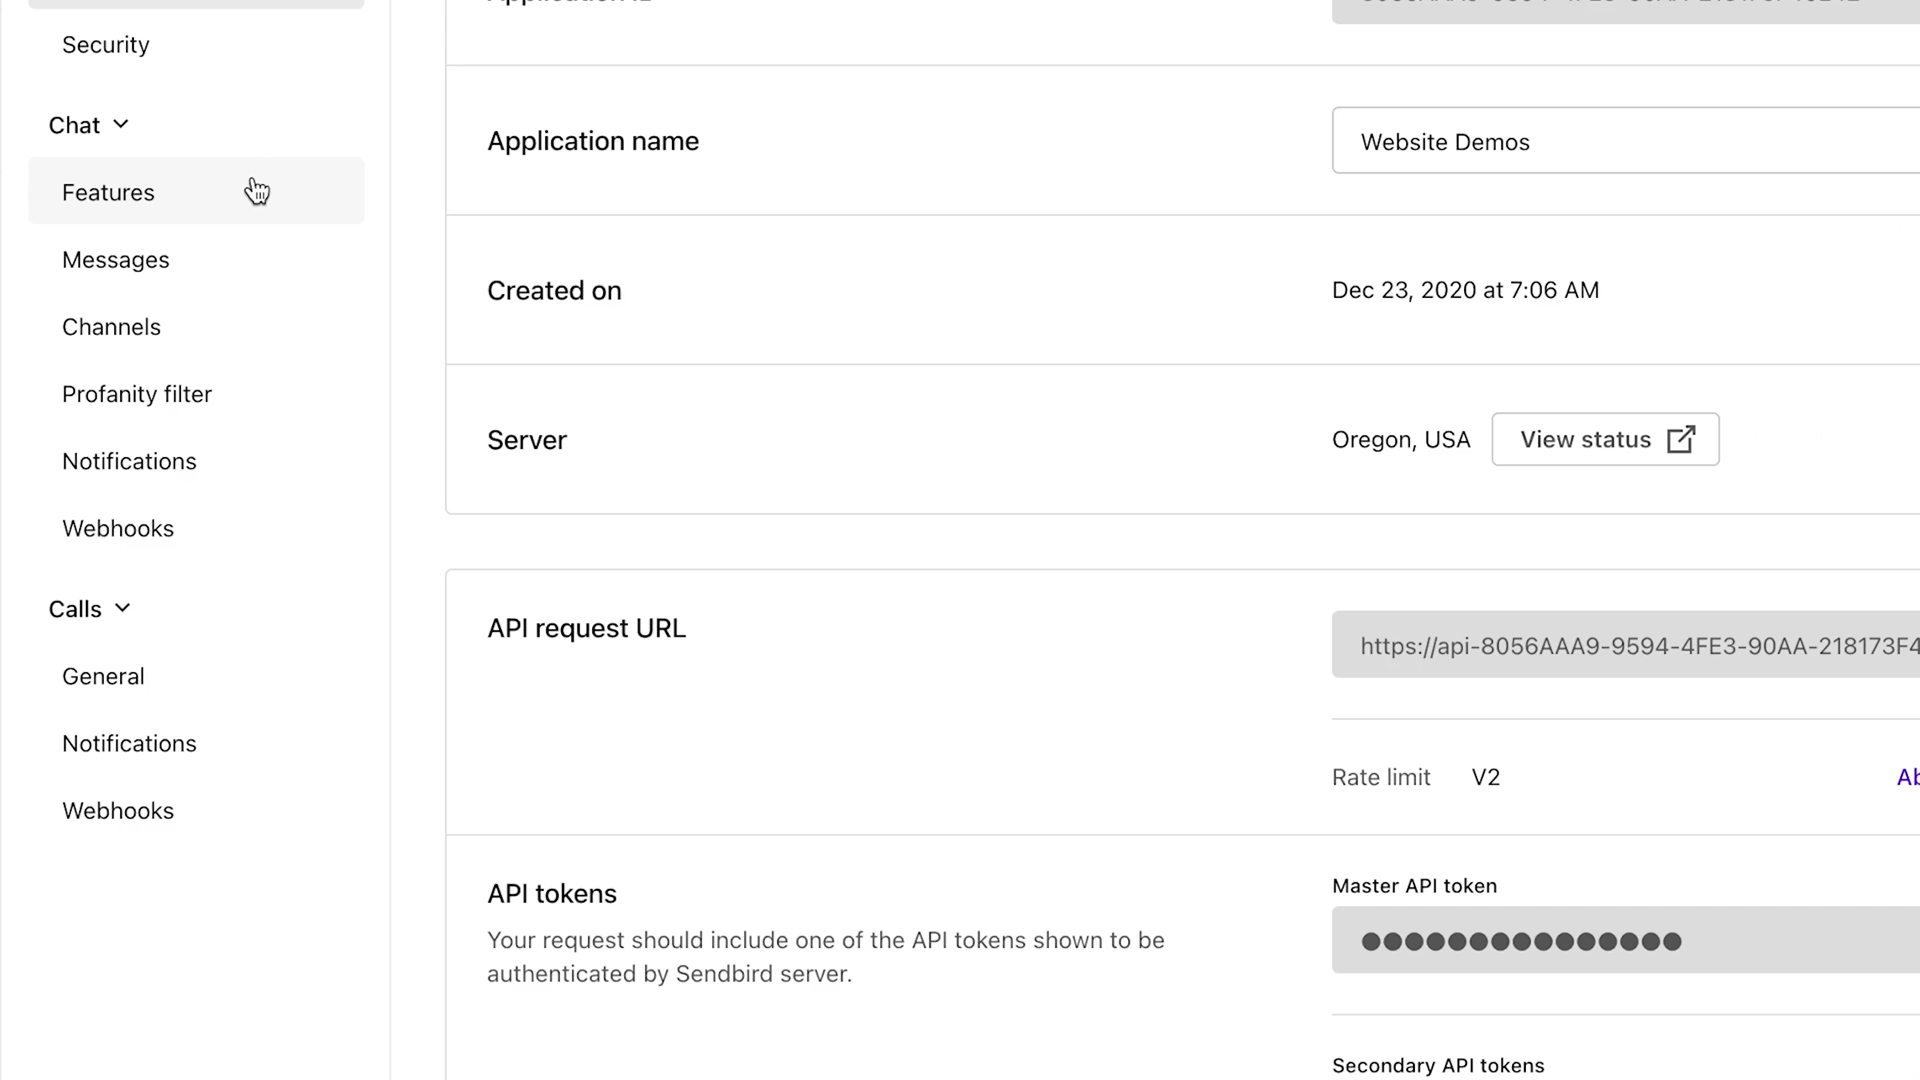 Security
Chat
Features
Messages
Channels
Profanity filter
Notifications
Webhooks
Calls
General
Notifications
Webhooks
Application name
Website Demos
Created on
Dec 23, 2020 at 7:06 AM
Server
Oregon, USA
View status
API request URL
https://api-8056AAA9-9594-4FE3-90AA-218173F4
Rate limit V2
Ab
API tokens
Your request should include one of the API tokens shown to be
authenticated by Sendbird server.
Master API token
Secondary API tokens